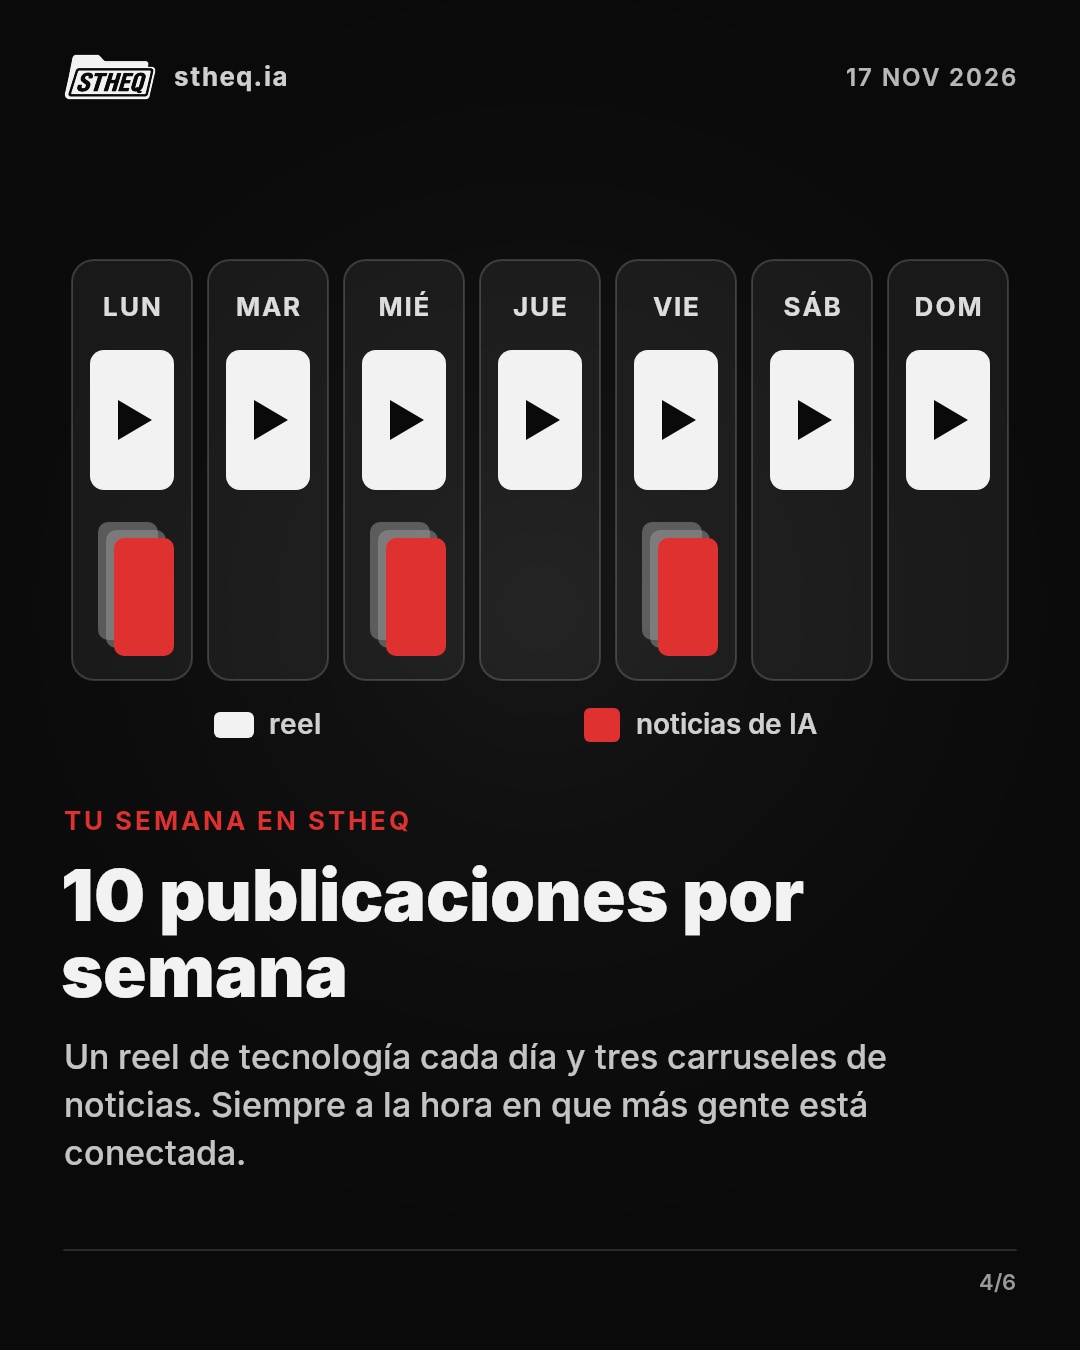 STHEQ stheq.ia 17 NOV 2026
LUN MAR MIÉ JUE VIE SÁB DOM
reel noticias de IA
TU SEMANA EN STHEQ
10 publicaciones por
semana
Un reel de tecnología cada día y tres carruseles de
noticias. Siempre a la hora en que más gente está
conectada.
4/6